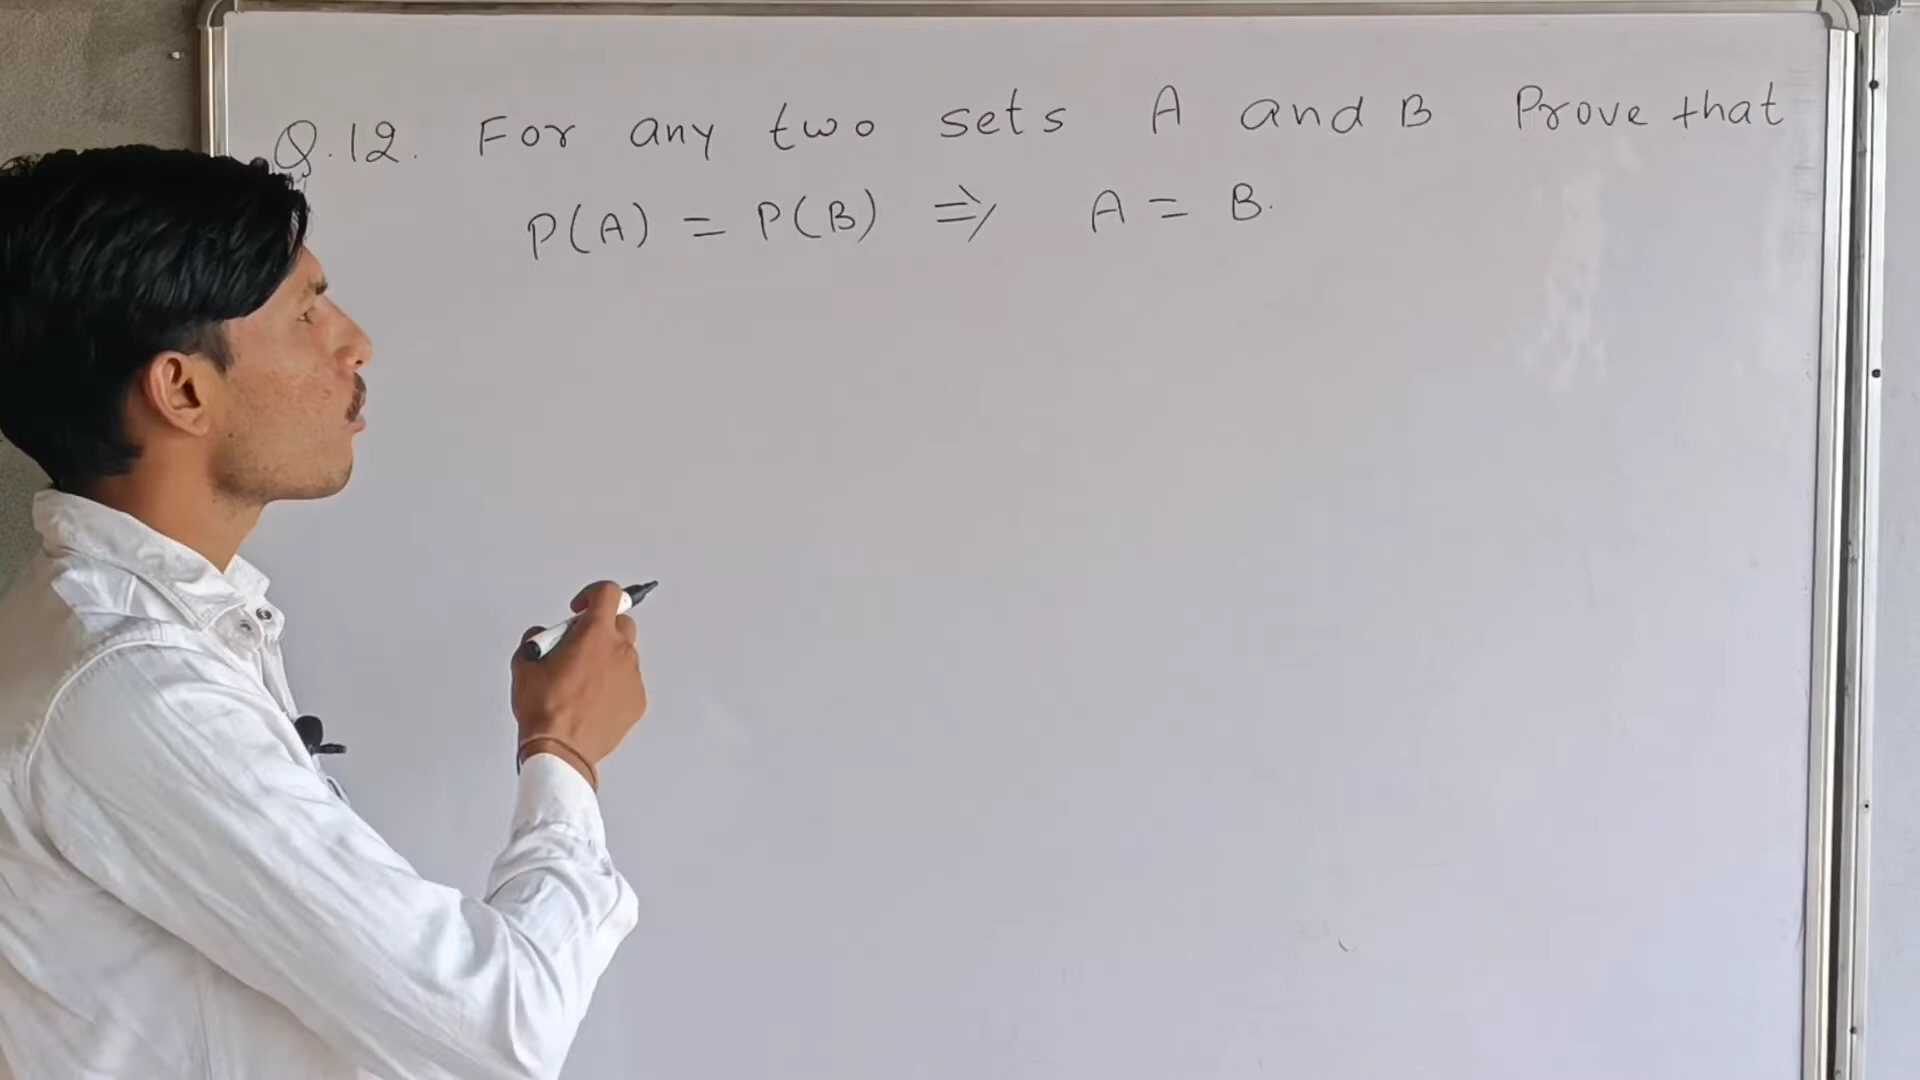 Q.12. For any two sets A and B Prove that
P(A) = P(B) ⇒ A = B.